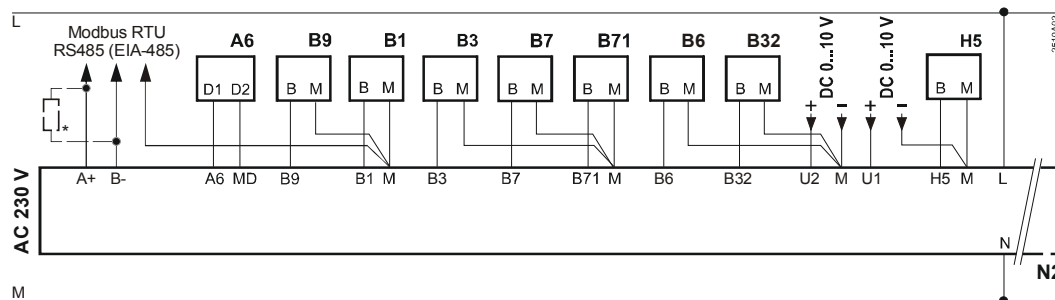 L
Modbus RTU
RS485 (EIA-485)
A6 B9 B1 B3 B7 B71 B6 B32 DC 0...10 V DC 0...10 V H5
D1 D2 B M B M B M B M B M B M B M + - + - B M
*
A+ B- A6 MD B9 B1 M B3 B7 B71 M B6 B32 U2 M U1 H5 M L
AC 230 V
N
N2
M